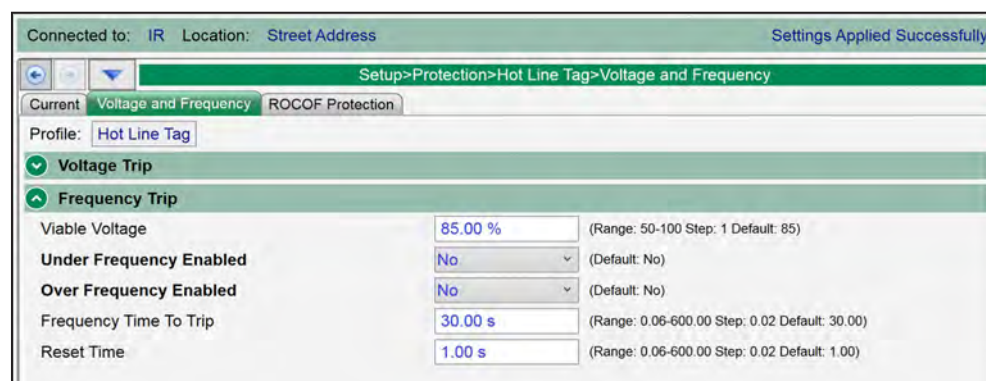 Connected to: IR Location: Street Address Settings Applied Successfully
Setup>Protection>Hot Line Tag>Voltage and Frequency
Current Voltage and Frequency ROCOF Protection
Profile: Hot Line Tag
Voltage Trip
Frequency Trip
Viable Voltage 85.00 % (Range: 50-100 Step: 1 Default: 85)
Under Frequency Enabled No (Default: No)
Over Frequency Enabled No (Default: No)
Frequency Time To Trip 30.00 s (Range: 0.06-600.00 Step: 0.02 Default: 30.00)
Reset Time 1.00 s (Range: 0.06-600.00 Step: 0.02 Default: 1.00)